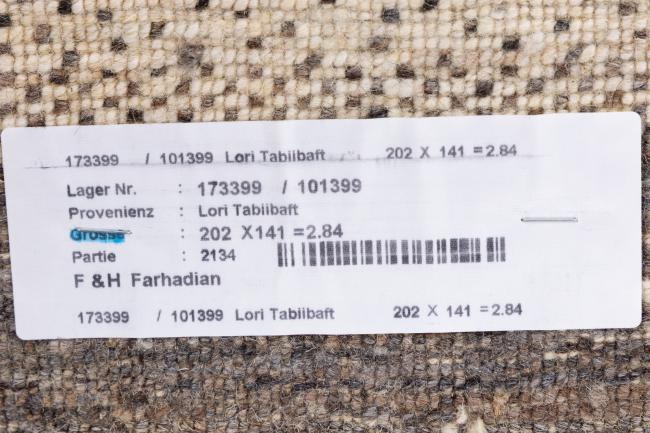 173399 / 101399 Lori Tabiibaft 202 X 141 =2.84
Lager Nr. : 173399 / 101399
Provenienz : Lori Tabiibaft
Grosse : 202 X141 =2.84
Partie : 2134
F &H Farhadian
173399 / 101399 Lori Tabiibaft 202 X 141 =2.84